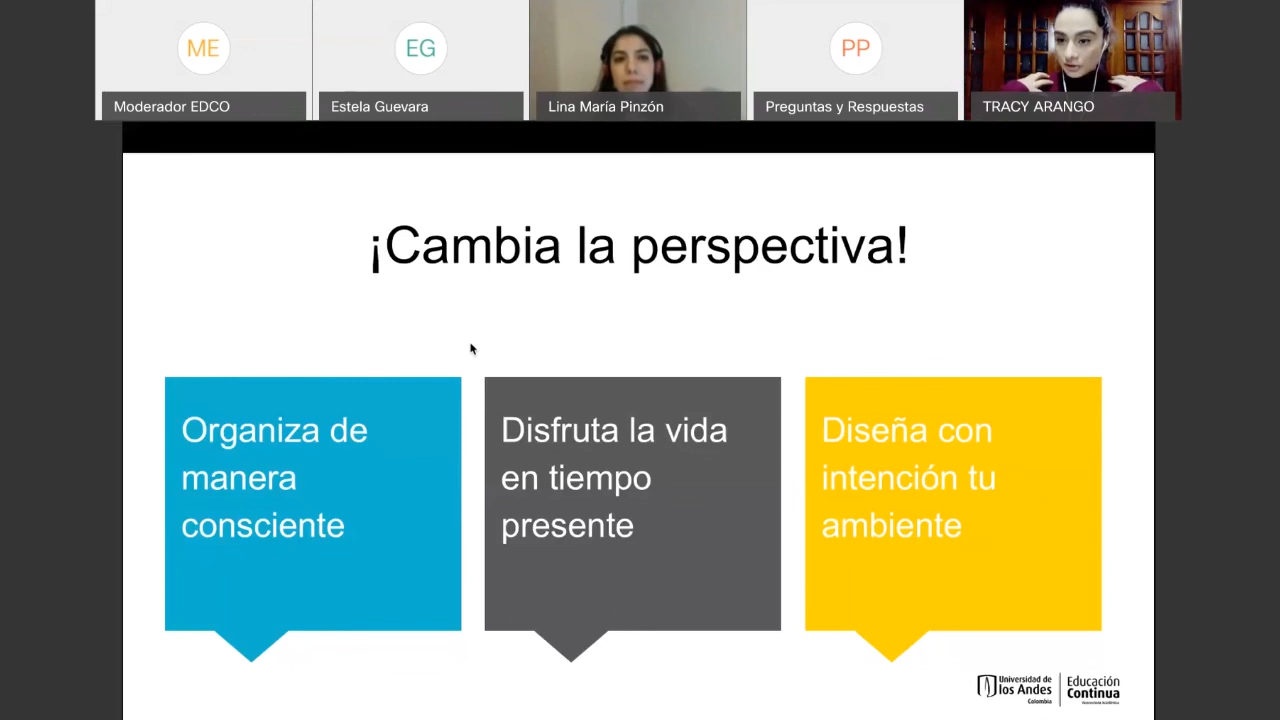 ME
EG
PP
Moderador EDCO
Estela Guevara
Lina María Pinzón
Preguntas y Respuestas
TRACY ARANGO
¡Cambia la perspectiva!
Organiza de
manera
consciente
Disfruta la vida
en tiempo
presente
Diseña con
intención tu
ambiente
Universidad de
los Andes
Colombia
Educación
Continua